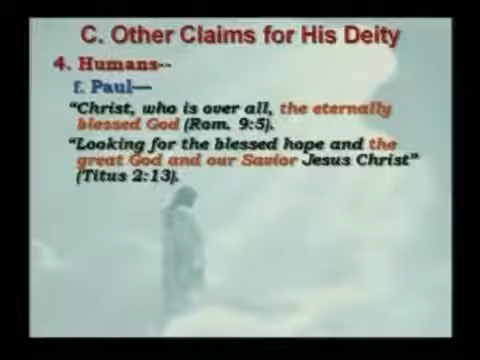 C. Other Claims for His Deity
4. Humans--
f. Paul—
“Christ, who is over all, the eternally
blessed God (Rom. 9:5).
“Looking for the blessed hope and the
great God and our Savior Jesus Christ”
(Titus 2:13).